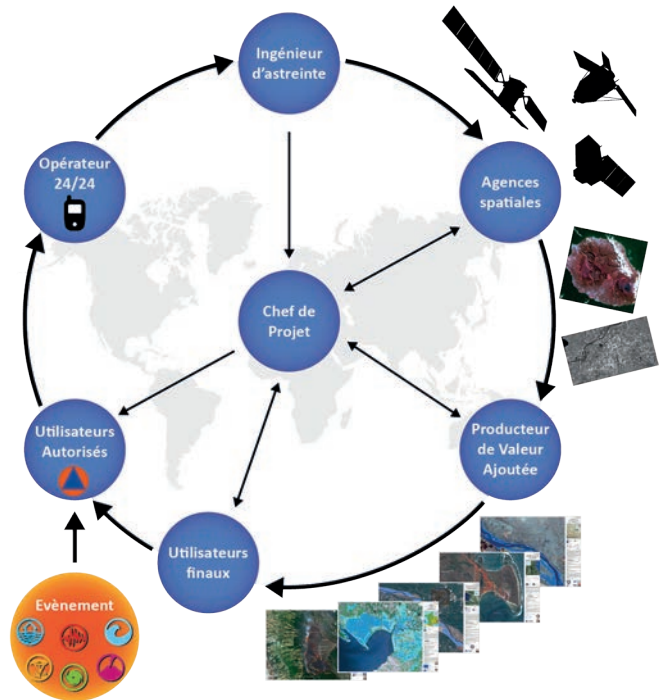 Ingénieur
d'astreinte
Opérateur
24/24
Agences
spatiales
Chef de
Projet
Utilisateurs
Autorisés
Producteur
de Valeur
Ajoutée
Utilisateurs
finaux
Evènement